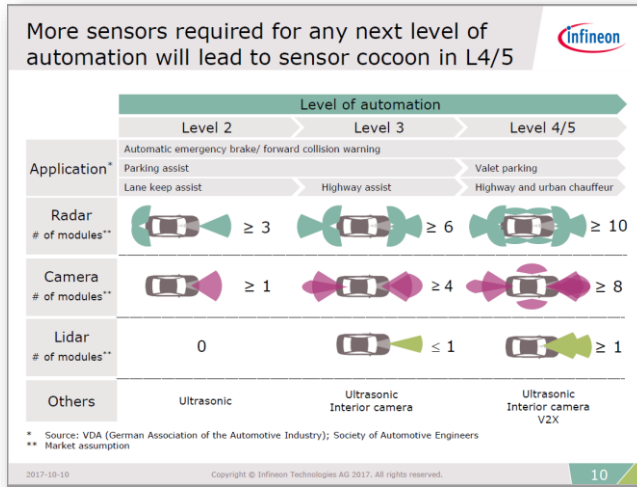 More sensors required for any next level of
automation will lead to sensor cocoon in L4/5
infineon
Level of automation
Level 2
Level 3
Level 4/5
Application*
Automatic emergency brake/ forward collision warning
Parking assist
Valet parking
Lane keep assist
Highway assist
Highway and urban chauffeur
Radar
# of modules**
≥ 3
≥ 6
≥ 10
Camera
# of modules**
≥ 1
≥ 4
≥ 8
Lidar
# of modules**
0
≤ 1
≥ 1
Others
Ultrasonic
Ultrasonic
Interior camera
Ultrasonic
Interior camera
V2X
* Source: VDA (German Association of the Automotive Industry); Society of Automotive Engineers
** Market assumption
2017-10-10
Copyright © Infineon Technologies AG 2017. All rights reserved.
10